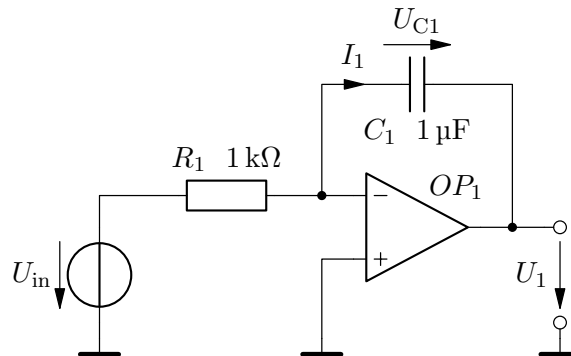 U_C1
I_1
C_1 1 µF
R_1 1 kΩ
OP_1
−
+
U_in
U_1